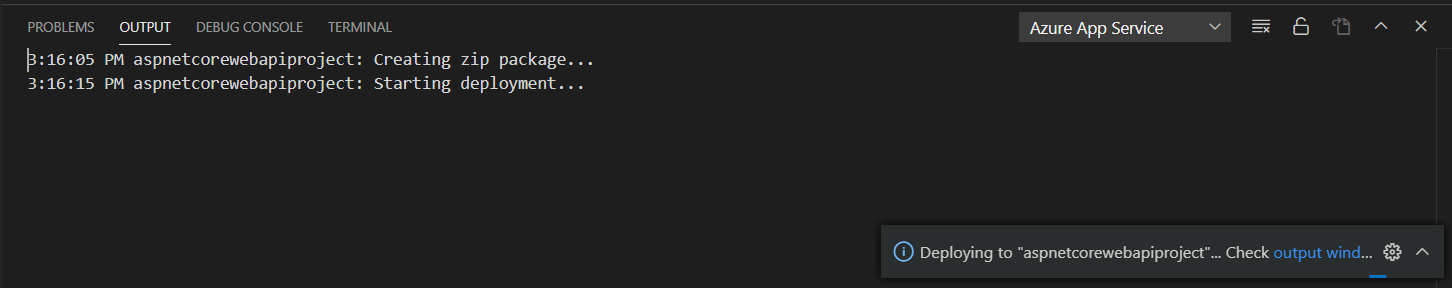 PROBLEMS OUTPUT DEBUG CONSOLE TERMINAL Azure App Service
3:16:05 PM aspnetcorewebapiproject: Creating zip package...
3:16:15 PM aspnetcorewebapiproject: Starting deployment...
Deploying to "aspnetcorewebapiproject"... Check output wind...